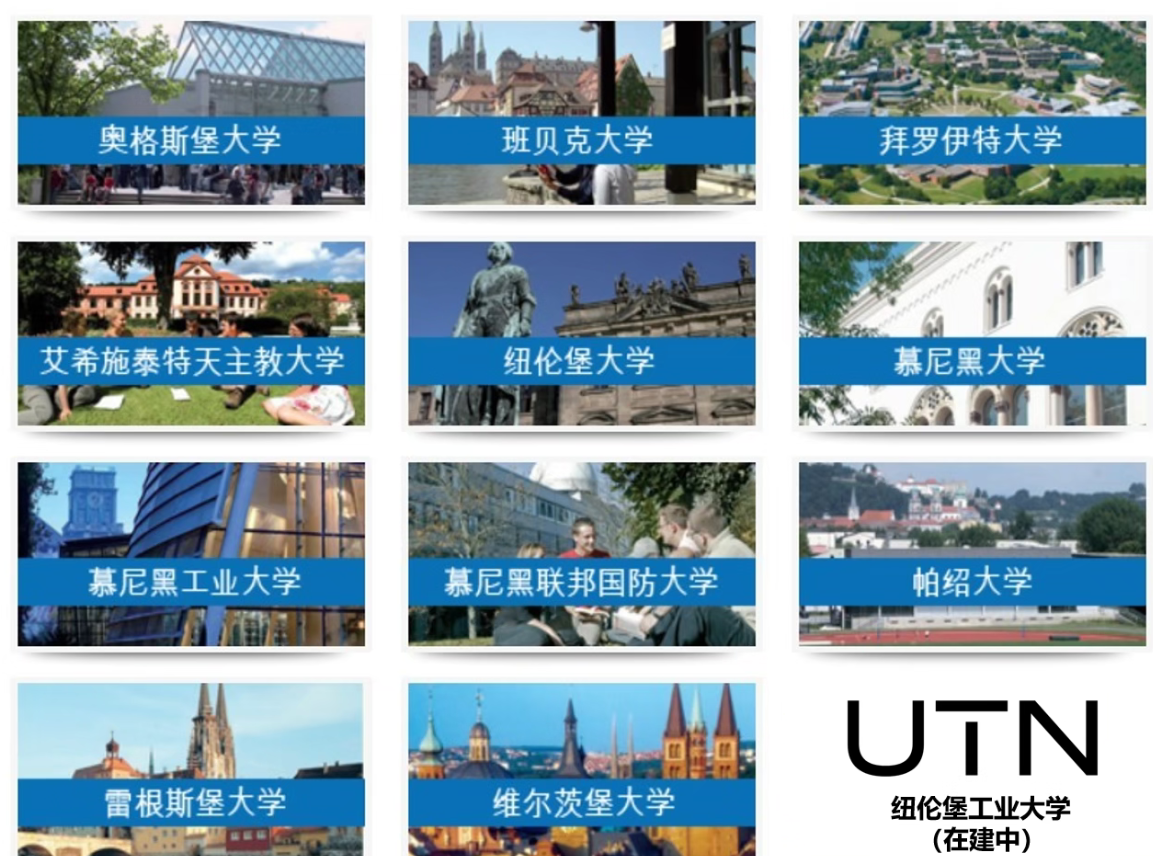 奥格斯堡大学
班贝克大学
拜罗伊特大学
艾希施泰特天主教大学
纽伦堡大学
慕尼黑大学
慕尼黑工业大学
慕尼黑联邦国防大学
帕绍大学
雷根斯堡大学
维尔茨堡大学
UTN
纽伦堡工业大学
(在建中)